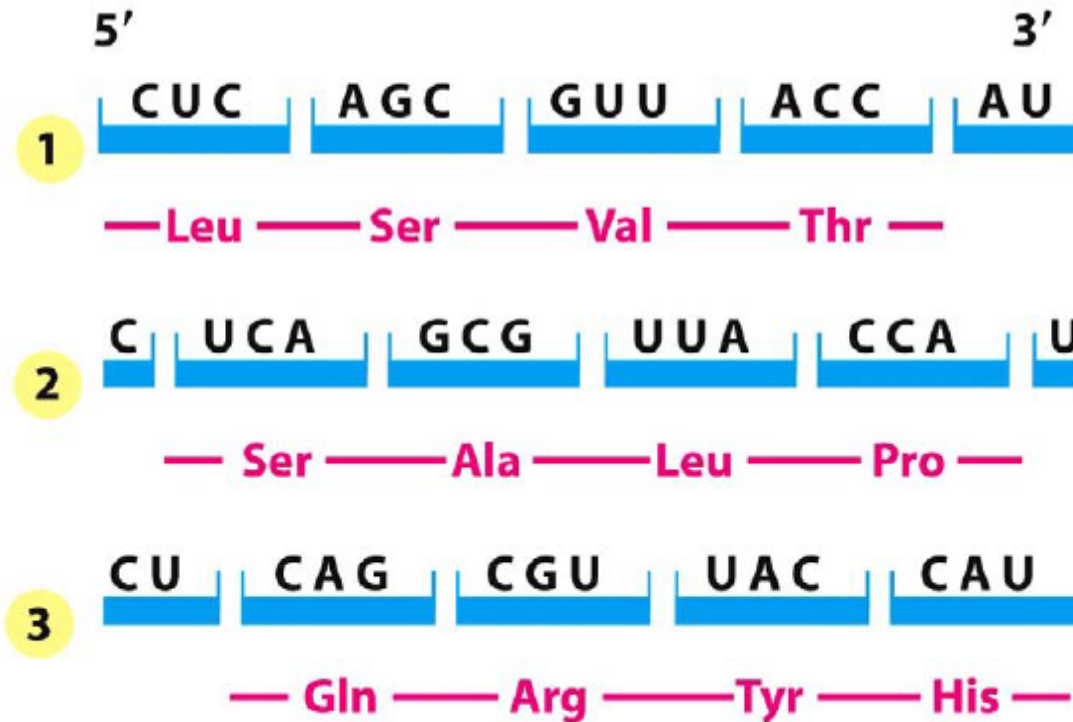 5′ 3′
CUC AGC GUU ACC AU
1
Leu Ser Val Thr
C UCA GCG UUA CCA U
2
Ser Ala Leu Pro
CU CAG CGU UAC CAU
3
Gln Arg Tyr His